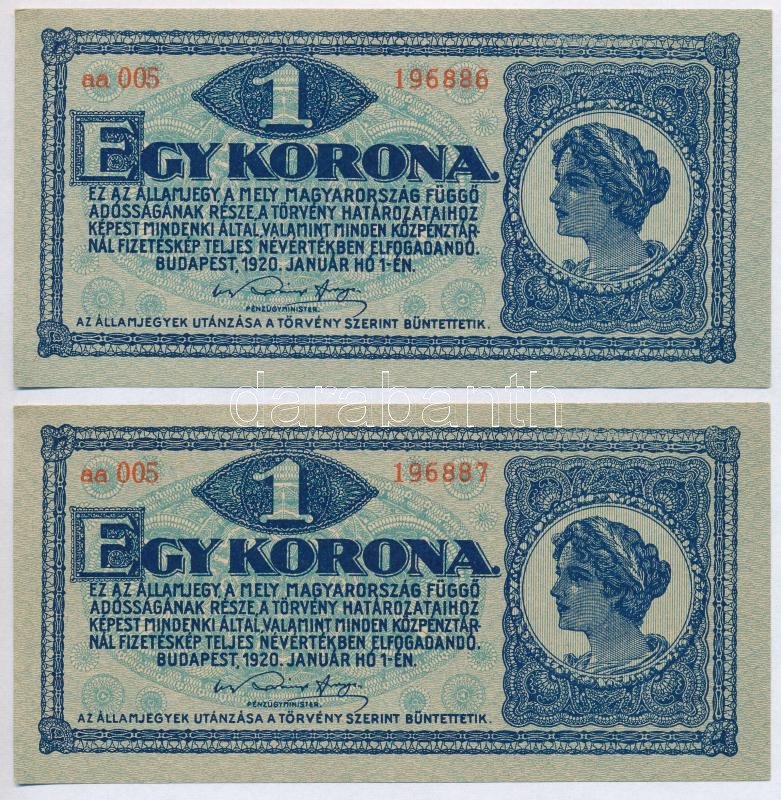 aa 005 1 196886
EGY KORONA.
EZ AZ ÁLLAMJEGY, A MELY MAGYARORSZÁG FÜGGŐ
ADÓSSÁGÁNAK RÉSZE, A TÖRVÉNY HATÁROZATAIHOZ
KÉPEST MINDENKI ÁLTAL, VALAMINT MINDEN KÖZPÉNZTÁR-
NÁL FIZETÉSKÉP TELJES NÉVÉRTÉKBEN ELFOGADANDÓ.
BUDAPEST, 1920. JANUÁR HÓ 1-ÉN.
PÉNZÜGYMINISTER.
AZ ÁLLAMJEGYEK UTÁNZÁSA A TÖRVÉNY SZERINT BÜNTETTETIK.
darabanth
aa 005 1 196887
EGY KORONA.
EZ AZ ÁLLAMJEGY, A MELY MAGYARORSZÁG FÜGGŐ
ADÓSSÁGÁNAK RÉSZE, A TÖRVÉNY HATÁROZATAIHOZ
KÉPEST MINDENKI ÁLTAL, VALAMINT MINDEN KÖZPÉNZTÁR-
NÁL FIZETÉSKÉP TELJES NÉVÉRTÉKBEN ELFOGADANDÓ.
BUDAPEST, 1920. JANUÁR HÓ 1-ÉN.
PÉNZÜGYMINISTER.
AZ ÁLLAMJEGYEK UTÁNZÁSA A TÖRVÉNY SZERINT BÜNTETTETIK.